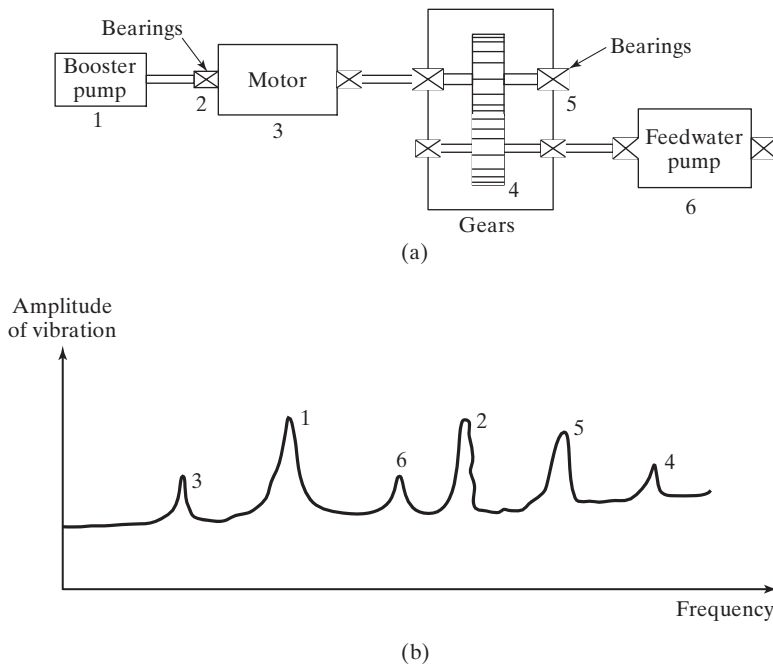 Bearings
Booster
pump
1
2
Motor
3
Bearings
5
4
Gears
Feedwater
pump
6
(a)
Amplitude
of vibration
3
1
6
2
5
4
Frequency
(b)